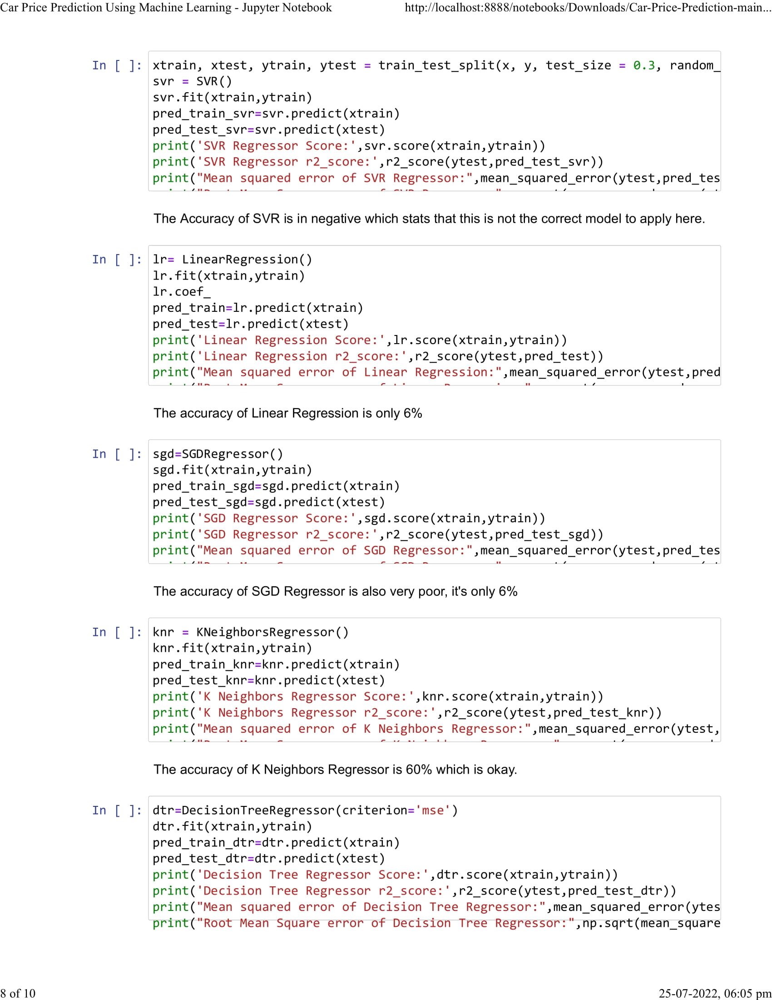 Car Price Prediction Using Machine Learning - Jupyter Notebook
http://localhost:8888/notebooks/Downloads/Car-Price-Prediction-main...
In [ ]: xtrain, xtest, ytrain, ytest = train_test_split(x, y, test_size = 0.3, random_
svr = SVR()
svr.fit(xtrain,ytrain)
pred_train_svr=svr.predict(xtrain)
pred_test_svr=svr.predict(xtest)
print('SVR Regressor Score:',svr.score(xtrain,ytrain))
print('SVR Regressor r2_score:',r2_score(ytest,pred_test_svr))
print("Mean squared error of SVR Regressor:",mean_squared_error(ytest,pred_tes
The Accuracy of SVR is in negative which stats that this is not the correct model to apply here.
In [ ]: lr= LinearRegression()
lr.fit(xtrain,ytrain)
lr.coef_
pred_train=lr.predict(xtrain)
pred_test=lr.predict(xtest)
print('Linear Regression Score:',lr.score(xtrain,ytrain))
print('Linear Regression r2_score:',r2_score(ytest,pred_test))
print("Mean squared error of Linear Regression:",mean_squared_error(ytest,pred
The accuracy of Linear Regression is only 6%
In [ ]: sgd=SGDRegressor()
sgd.fit(xtrain,ytrain)
pred_train_sgd=sgd.predict(xtrain)
pred_test_sgd=sgd.predict(xtest)
print('SGD Regressor Score:',sgd.score(xtrain,ytrain))
print('SGD Regressor r2_score:',r2_score(ytest,pred_test_sgd))
print("Mean squared error of SGD Regressor:",mean_squared_error(ytest,pred_tes
The accuracy of SGD Regressor is also very poor, it's only 6%
In [ ]: knr = KNeighborsRegressor()
knr.fit(xtrain,ytrain)
pred_train_knr=knr.predict(xtrain)
pred_test_knr=knr.predict(xtest)
print('K Neighbors Regressor Score:',knr.score(xtrain,ytrain))
print('K Neighbors Regressor r2_score:',r2_score(ytest,pred_test_knr))
print("Mean squared error of K Neighbors Regressor:",mean_squared_error(ytest,
The accuracy of K Neighbors Regressor is 60% which is okay.
In [ ]: dtr=DecisionTreeRegressor(criterion='mse')
dtr.fit(xtrain,ytrain)
pred_train_dtr=dtr.predict(xtrain)
pred_test_dtr=dtr.predict(xtest)
print('Decision Tree Regressor Score:',dtr.score(xtrain,ytrain))
print('Decision Tree Regressor r2_score:',r2_score(ytest,pred_test_dtr))
print("Mean squared error of Decision Tree Regressor:",mean_squared_error(ytes
print("Root Mean Square error of Decision Tree Regressor:",np.sqrt(mean_square
8 of 10
25-07-2022, 06:05 pm